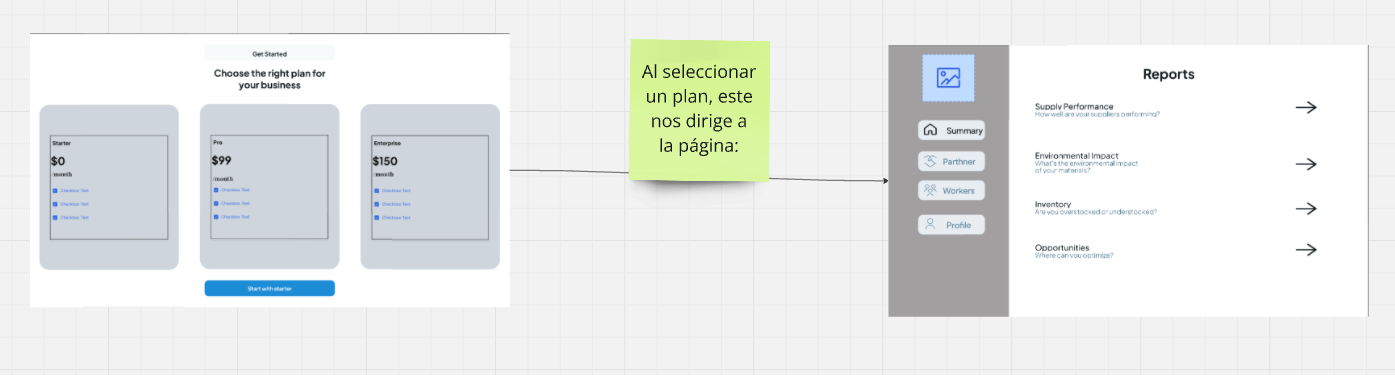 Get Started
Choose the right plan for
your business
Starter
$0
/month
Checkbox Text
Checkbox Text
Checkbox Text
Pro
$99
/month
Checkbox Text
Checkbox Text
Checkbox Text
Enterprise
$150
/month
Checkbox Text
Checkbox Text
Checkbox Text
Start with starter
Al seleccionar
un plan, este
nos dirige a
la página:
Summary
Parthner
Workers
Profile
Reports
Supply Performance
How well are your suppliers performing?
Environmental Impact
What's the environmental impact
of your materials?
Inventory
Are you overstocked or understocked?
Opportunities
Where can you optimize?